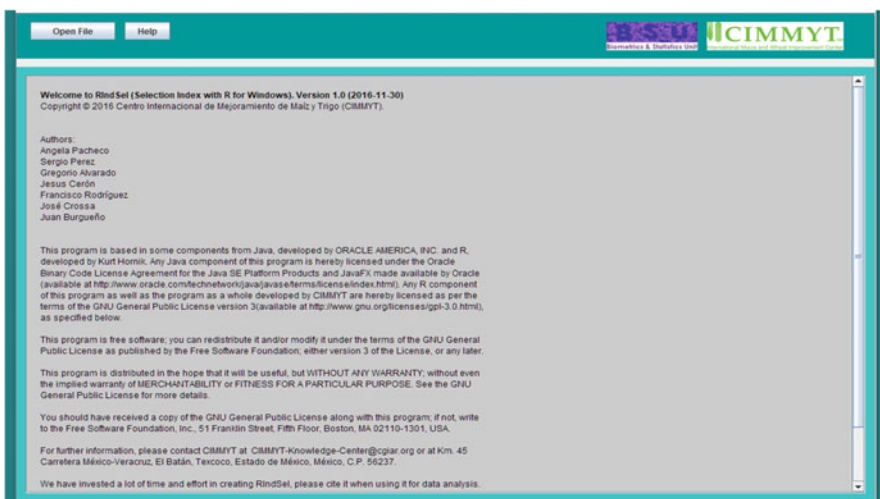 Open File
Help
BSU
Biometrics & Statistics Unit
CIMMYT
International Maize and Wheat Improvement Center
Welcome to RIndSel (Selection Index with R for Windows). Version 1.0 (2016-11-30)
Copyright © 2016 Centro Internacional de Mejoramiento de Maíz y Trigo (CIMMYT).
Authors:
Angela Pacheco
Sergio Perez
Gregorio Alvarado
Jesus Cerón
Francisco Rodríguez
José Crossa
Juan Burgueño
This program is based in some components from Java, developed by ORACLE AMERICA, INC. and R,
developed by Kurt Hornik. Any Java component of this program is hereby licensed under the Oracle
Binary Code License Agreement for the Java SE Platform Products and JavaFX made available by Oracle
(available at http://www.oracle.com/technetwork/java/javase/terms/license/index.html). Any R component
of this program as well as the program as a whole developed by CIMMYT are hereby licensed as per the
terms of the GNU General Public License version 3(available at http://www.gnu.org/licenses/gpl-3.0.html),
as specified below.
This program is free software; you can redistribute it and/or modify it under the terms of the GNU General
Public License as published by the Free Software Foundation; either version 3 of the License, or any later.
This program is distributed in the hope that it will be useful, but WITHOUT ANY WARRANTY; without even
the implied warranty of MERCHANTABILITY or FITNESS FOR A PARTICULAR PURPOSE. See the GNU
General Public License for more details.
You should have received a copy of the GNU General Public License along with this program; if not, write
to the Free Software Foundation, Inc., 51 Franklin Street, Fifth Floor, Boston, MA 02110-1301, USA.
For further information, please contact CIMMYT at CIMMYT-Knowledge-Center@cgiar.org or at Km. 45
Carretera México-Veracruz, El Batán, Texcoco, Estado de México, México, C.P. 56237.
We have invested a lot of time and effort in creating RIndSel, please cite it when using it for data analysis.